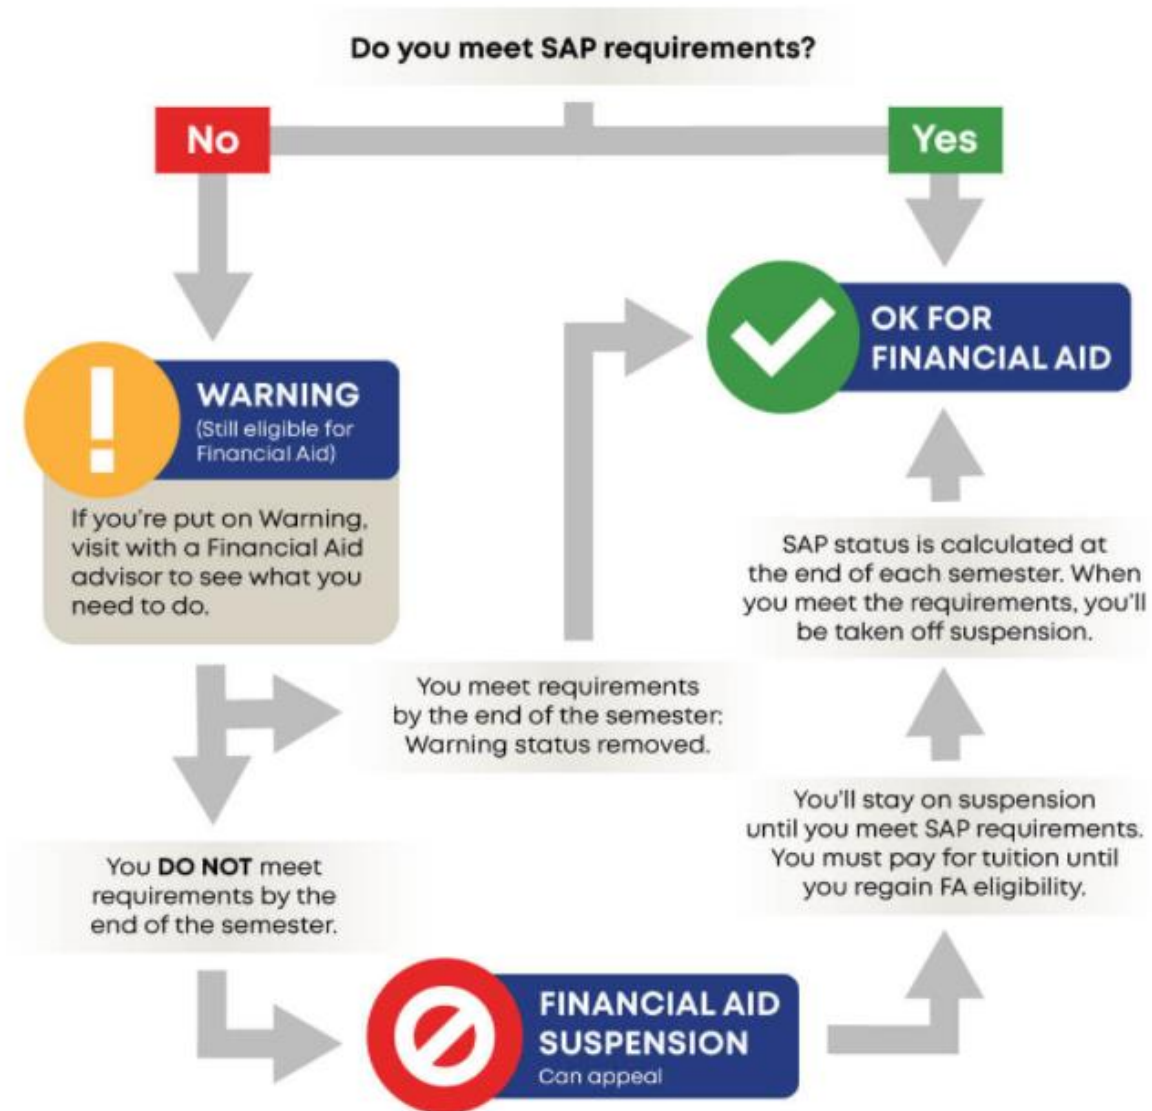 Do you meet SAP requirements?
No
Yes
OK FOR
FINANCIAL AID
WARNING
(Still eligible for
Financial Aid)
If you're put on Warning,
visit with a Financial Aid
advisor to see what you
need to do.
SAP status is calculated at
the end of each semester. When
you meet the requirements, you'll
be taken off suspension.
You meet requirements
by the end of the semester:
Warning status removed.
You'll stay on suspension
until you meet SAP requirements.
You must pay for tuition until
you regain FA eligibility.
You DO NOT meet
requirements by the
end of the semester.
FINANCIAL AID
SUSPENSION
Can appeal